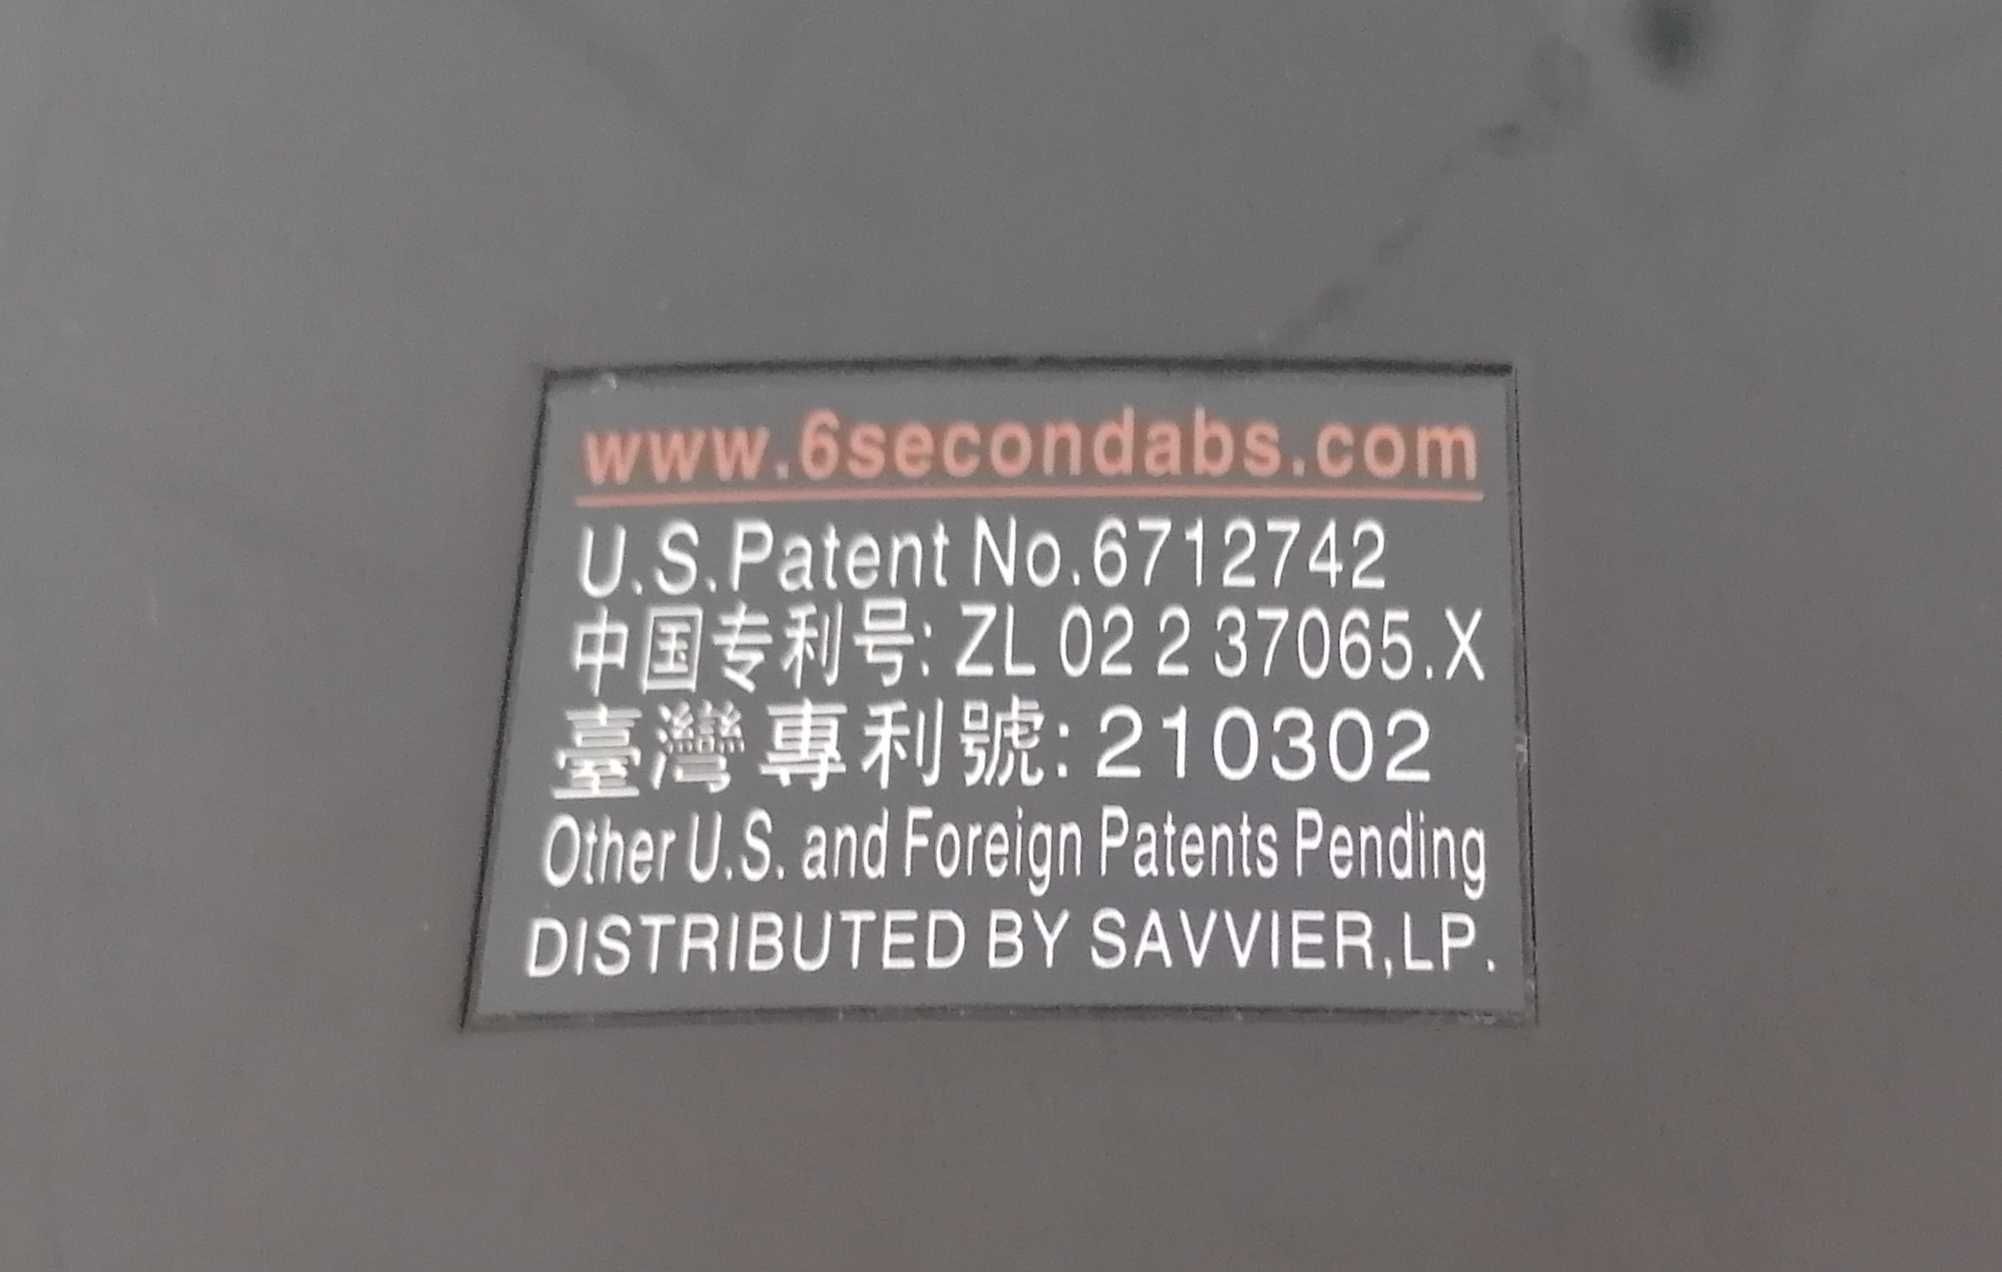 www.6secondabs.com
U.S.Patent No.6712742
中国专利号: ZL 02 2 37065.X
臺灣專利號: 210302
Other U.S. and Foreign Patents Pending
DISTRIBUTED BY SAVVIER,LP.